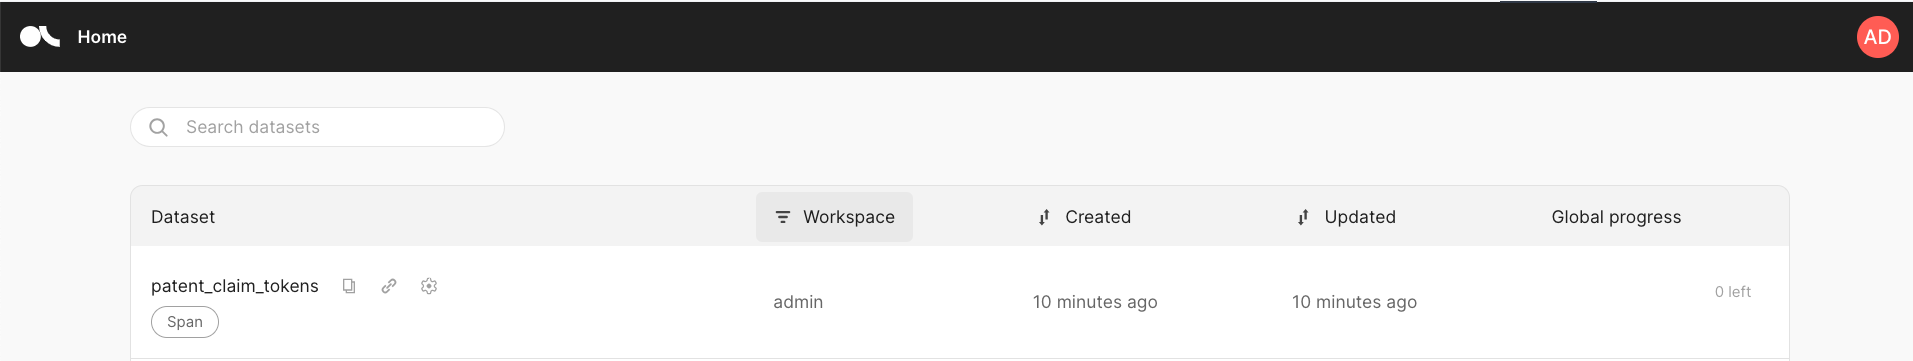 Home
AD
Search datasets
Dataset Workspace Created Updated Global progress
patent_claim_tokens
admin 10 minutes ago 10 minutes ago 0 left
Span